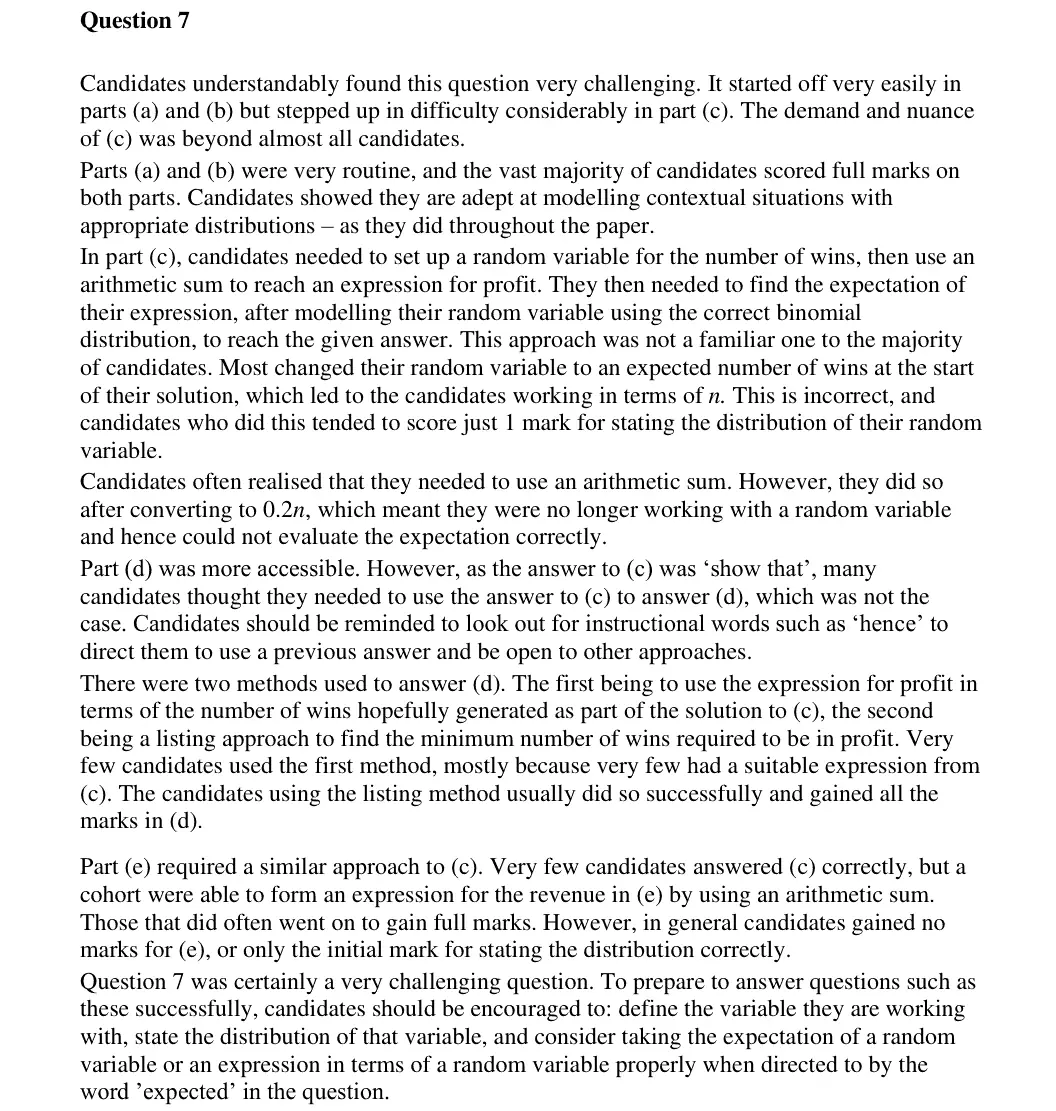 Question 7
Candidates understandably found this question very challenging. It started off very easily in
parts (a) and (b) but stepped up in difficulty considerably in part (c). The demand and nuance
of (c) was beyond almost all candidates.
Parts (a) and (b) were very routine, and the vast majority of candidates scored full marks on
both parts. Candidates showed they are adept at modelling contextual situations with
appropriate distributions – as they did throughout the paper.
In part (c), candidates needed to set up a random variable for the number of wins, then use an
arithmetic sum to reach an expression for profit. They then needed to find the expectation of
their expression, after modelling their random variable using the correct binomial
distribution, to reach the given answer. This approach was not a familiar one to the majority
of candidates. Most changed their random variable to an expected number of wins at the start
of their solution, which led to the candidates working in terms of n. This is incorrect, and
candidates who did this tended to score just 1 mark for stating the distribution of their random
variable.
Candidates often realised that they needed to use an arithmetic sum. However, they did so
after converting to 0.2n, which meant they were no longer working with a random variable
and hence could not evaluate the expectation correctly.
Part (d) was more accessible. However, as the answer to (c) was ‘show that’, many
candidates thought they needed to use the answer to (c) to answer (d), which was not the
case. Candidates should be reminded to look out for instructional words such as ‘hence’ to
direct them to use a previous answer and be open to other approaches.
There were two methods used to answer (d). The first being to use the expression for profit in
terms of the number of wins hopefully generated as part of the solution to (c), the second
being a listing approach to find the minimum number of wins required to be in profit. Very
few candidates used the first method, mostly because very few had a suitable expression from
(c). The candidates using the listing method usually did so successfully and gained all the
marks in (d).
Part (e) required a similar approach to (c). Very few candidates answered (c) correctly, but a
cohort were able to form an expression for the revenue in (e) by using an arithmetic sum.
Those that did often went on to gain full marks. However, in general candidates gained no
marks for (e), or only the initial mark for stating the distribution correctly.
Question 7 was certainly a very challenging question. To prepare to answer questions such as
these successfully, candidates should be encouraged to: define the variable they are working
with, state the distribution of that variable, and consider taking the expectation of a random
variable or an expression in terms of a random variable properly when directed to by the
word ’expected’ in the question.